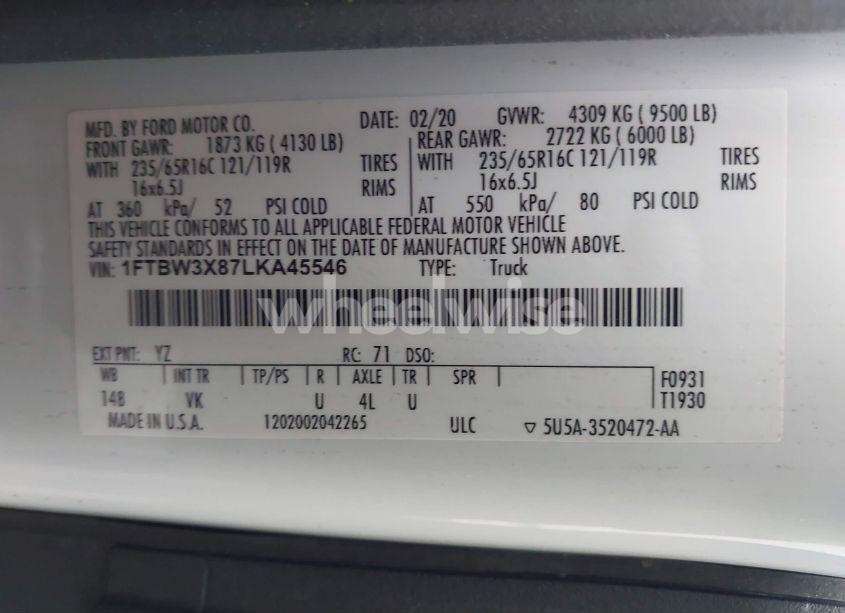 MFD. BY FORD MOTOR CO. DATE: 02/20 GVWR: 4309 KG ( 9500 LB)
FRONT GAWR: 1873 KG ( 4130 LB) REAR GAWR: 2722 KG ( 6000 LB)
WITH 235/65R16C 121/119R TIRES WITH 235/65R16C 121/119R TIRES
16x6.5J RIMS 16x6.5J RIMS
AT 360 kPa/ 52 PSI COLD AT 550 kPa/ 80 PSI COLD
THIS VEHICLE CONFORMS TO ALL APPLICABLE FEDERAL MOTOR VEHICLE
SAFETY STANDARDS IN EFFECT ON THE DATE OF MANUFACTURE SHOWN ABOVE.
VIN: 1FTBW3X87LKA45546 TYPE: Truck
wheelwise
EXT PNT: YZ RC: 71 DSO:
WB INT TR TP/PS R AXLE TR SPR F0931
148 VK U 4L U T1930
MADE IN U.S.A. 1202002042265 ULC ▽ 5U5A-3520472-AA